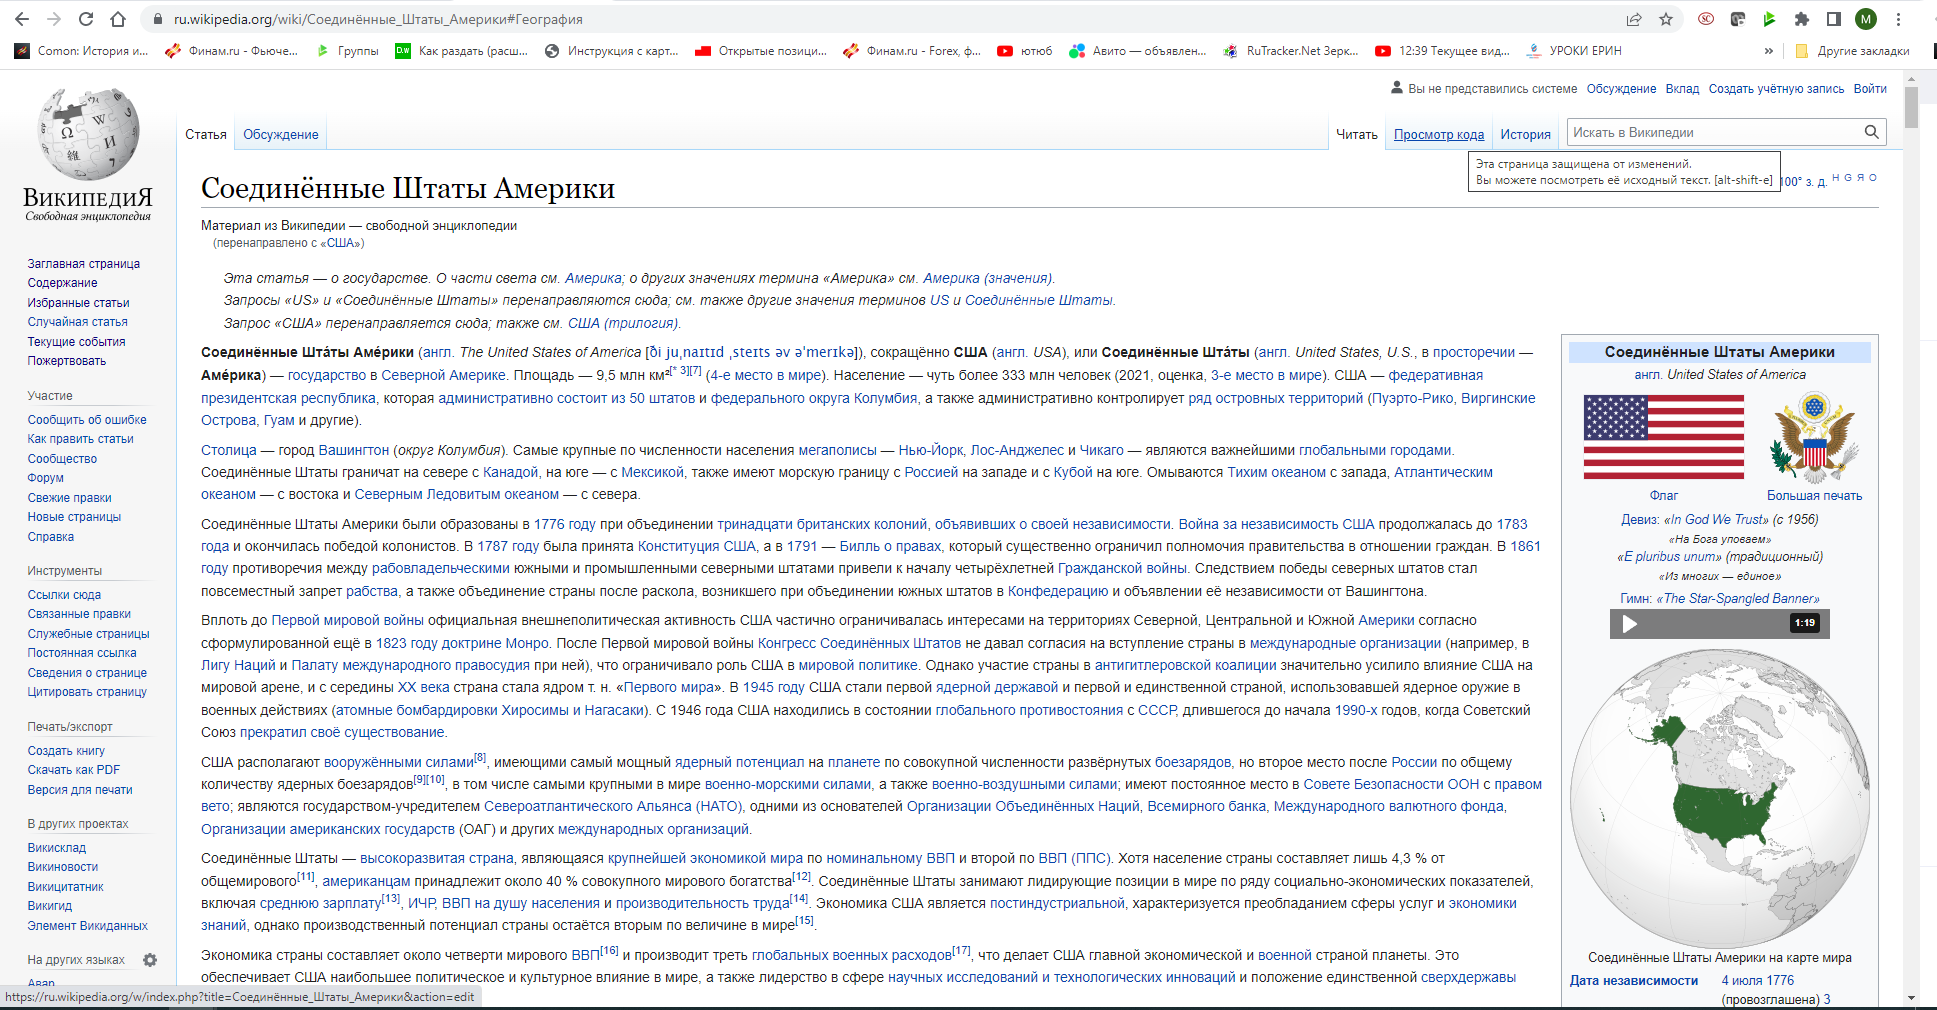 ru.wikipedia.org/wiki/Соединённые_Штаты_Америки#География
SC
M
Comon: История и...
Финам.ru - Фьюче...
Группы
D.w
Как раздать (расш...
Инструкция с карт...
Открытые позици...
Финам.ru - Forex, ф...
ютюб
Авито — объявлен...
RuTracker.Net Зерк...
12:39 Текущее вид...
УРОКИ ЕРИН
»
Другие закладки
Вы не представились системе Обсуждение Вклад Создать учётную запись Войти
Статья Обсуждение
Читать Просмотр кода История Искать в Википедии
Эта страница защищена от изменений.
Вы можете посмотреть её исходный текст. [alt-shift-e]
100° з. д. H G Я O
ВикипедиЯ
Свободная энциклопедия
Заглавная страница
Содержание
Избранные статьи
Случайная статья
Текущие события
Пожертвовать
Участие
Сообщить об ошибке
Как править статьи
Сообщество
Форум
Свежие правки
Новые страницы
Справка
Инструменты
Ссылки сюда
Связанные правки
Служебные страницы
Постоянная ссылка
Сведения о странице
Цитировать страницу
Печать/экспорт
Создать книгу
Скачать как PDF
Версия для печати
В других проектах
Викисклад
Викиновости
Викицитатник
Викигид
Элемент Викиданных
На других языках
Авар
Соединённые Штаты Америки
Материал из Википедии — свободной энциклопедии
(перенаправлено с «США»)
Эта статья — о государстве. О части света см. Америка; о других значениях термина «Америка» см. Америка (значения).
Запросы «US» и «Соединённые Штаты» перенаправляются сюда; см. также другие значения терминов US и Соединённые Штаты.
Запрос «США» перенаправляется сюда; также см. США (трилогия).
Соединённые Шта́ты Аме́рики (англ. The United States of America [ði juˌnaɪtɪd ˌsteɪts əv əˈmerɪkə]), сокращённо США (англ. USA), или Соединённые Шта́ты (англ. United States, U.S., в просторечии —
Аме́рика) — государство в Северной Америке. Площадь — 9,5 млн км²[* 3][7] (4-е место в мире). Население — чуть более 333 млн человек (2021, оценка, 3-е место в мире). США — федеративная
президентская республика, которая административно состоит из 50 штатов и федерального округа Колумбия, а также административно контролирует ряд островных территорий (Пуэрто-Рико, Виргинские
Острова, Гуам и другие).
Столица — город Вашингтон (округ Колумбия). Самые крупные по численности населения мегаполисы — Нью-Йорк, Лос-Анджелес и Чикаго — являются важнейшими глобальными городами.
Соединённые Штаты граничат на севере с Канадой, на юге — с Мексикой, также имеют морскую границу с Россией на западе и с Кубой на юге. Омываются Тихим океаном с запада, Атлантическим
океаном — с востока и Северным Ледовитым океаном — с севера.
Соединённые Штаты Америки были образованы в 1776 году при объединении тринадцати британских колоний, объявивших о своей независимости. Война за независимость США продолжалась до 1783
года и окончилась победой колонистов. В 1787 году была принята Конституция США, а в 1791 — Билль о правах, который существенно ограничил полномочия правительства в отношении граждан. В 1861
году противоречия между рабовладельческими южными и промышленными северными штатами привели к началу четырёхлетней Гражданской войны. Следствием победы северных штатов стал
повсеместный запрет рабства, а также объединение страны после раскола, возникшего при объединении южных штатов в Конфедерацию и объявлении её независимости от Вашингтона.
Вплоть до Первой мировой войны официальная внешнеполитическая активность США частично ограничивалась интересами на территориях Северной, Центральной и Южной Америки согласно
сформулированной ещё в 1823 году доктрине Монро. После Первой мировой войны Конгресс Соединённых Штатов не давал согласия на вступление страны в международные организации (например, в
Лигу Наций и Палату международного правосудия при ней), что ограничивало роль США в мировой политике. Однако участие страны в антигитлеровской коалиции значительно усилило влияние США на
мировой арене, и с середины XX века страна стала ядром т. н. «Первого мира». В 1945 году США стали первой ядерной державой и первой и единственной страной, использовавшей ядерное оружие в
военных действиях (атомные бомбардировки Хиросимы и Нагасаки). С 1946 года США находились в состоянии глобального противостояния с СССР, длившегося до начала 1990-х годов, когда Советский
Союз прекратил своё существование.
США располагают вооружёнными силами[8], имеющими самый мощный ядерный потенциал на планете по совокупной численности развёрнутых боезарядов, но второе место после России по общему
количеству ядерных боезарядов[9][10], в том числе самыми крупными в мире военно-морскими силами, а также военно-воздушными силами; имеют постоянное место в Совете Безопасности ООН с правом
вето; являются государством-учредителем Североатлантического Альянса (НАТО), одними из основателей Организации Объединённых Наций, Всемирного банка, Международного валютного фонда,
Организации американских государств (ОАГ) и других международных организаций.
Соединённые Штаты — высокоразвитая страна, являющаяся крупнейшей экономикой мира по номинальному ВВП и второй по ВВП (ППС). Хотя население страны составляет лишь 4,3 % от
общемирового[11], американцам принадлежит около 40 % совокупного мирового богатства[12]. Соединённые Штаты занимают лидирующие позиции в мире по ряду социально-экономических показателей,
включая среднюю зарплату[13], ИЧР, ВВП на душу населения и производительность труда[14]. Экономика США является постиндустриальной, характеризуется преобладанием сферы услуг и экономики
знаний, однако производственный потенциал страны остаётся вторым по величине в мире[15].
Экономика страны составляет около четверти мирового ВВП[16] и производит треть глобальных военных расходов[17], что делает США главной экономической и военной страной планеты. Это
обеспечивает США наибольшее политическое и культурное влияние в мире, а также лидерство в сфере научных исследований и технологических инноваций и положение единственной сверхдержавы
Соединённые Штаты Америки
англ. United States of America
Флаг Большая печать
Девиз: «In God We Trust» (с 1956)
«На Бога уповаем»
«E pluribus unum» (традиционный)
«Из многих — единое»
Гимн: «The Star-Spangled Banner»
1:19
Соединённые Штаты Америки на карте мира
Дата независимости 4 июля 1776
(провозглашена) 3
https://ru.wikipedia.org/w/index.php?title=Соединённые_Штаты_Америки&action=edit